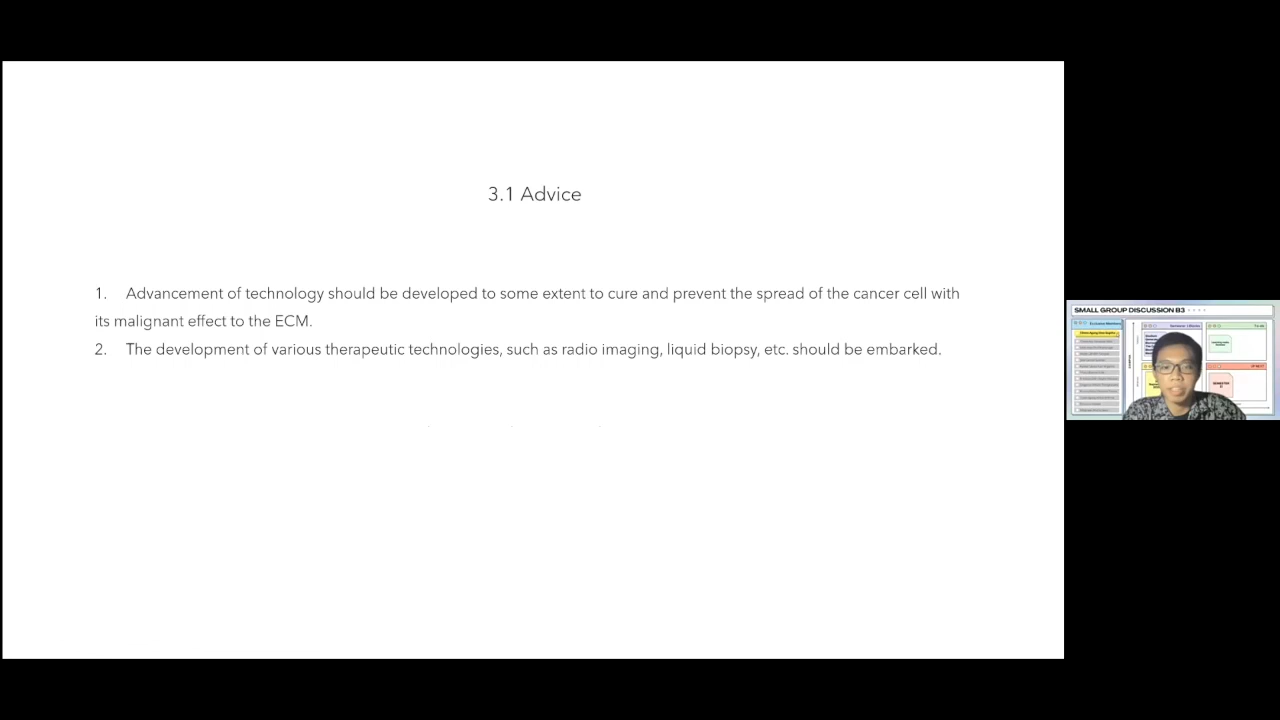 3.1 Advice
1. Advancement of technology should be developed to some extent to cure and prevent the spread of the cancer cell with
its malignant effect to the ECM.
2. The development of various therapeutic technologies, such as radio imaging, liquid biopsy, etc. should be embarked.
SMALL GROUP DISCUSSION B3